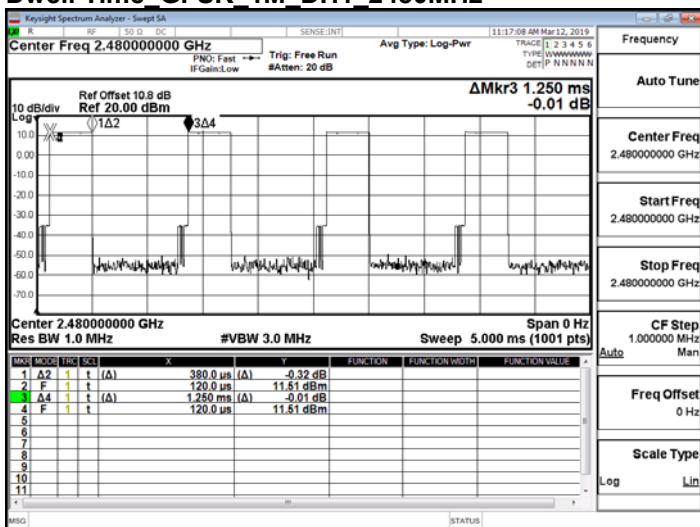 Keysight Spectrum Analyzer - Swept SA
R RF 50 Ω DC SENSE:INT 11:17:08 AM Mar 12, 2019
Center Freq 2.480000000 GHz
PNO: Fast
IFGain:Low
Trig: Free Run
#Atten: 20 dB
Avg Type: Log-Pwr
TRACE 1 2 3 4 5 6
TYPE WWWWWW
DET P N N N N N
Ref Offset 10.8 dB
Ref 20.00 dBm
10 dB/div
Log
ΔMkr3 1.250 ms
-0.01 dB
1Δ2
3Δ4
10.0
0.00
-10.0
-20.0
-30.0
-40.0
-50.0
-60.0
-70.0
Center 2.480000000 GHz
Span 0 Hz
Res BW 1.0 MHz
#VBW 3.0 MHz
Sweep 5.000 ms (1001 pts)
MKR MODE TRC SCL X Y FUNCTION FUNCTION WIDTH FUNCTION VALUE
1 Δ2 1 t (Δ) 380.0 µs (Δ) -0.32 dB
2 F 1 t 120.0 µs 11.51 dBm
3 Δ4 1 t (Δ) 1.250 ms (Δ) -0.01 dB
4 F 1 t 120.0 µs 11.51 dBm
5
6
7
8
9
10
11
MSG
STATUS
Frequency
Auto Tune
Center Freq
2.480000000 GHz
Start Freq
2.480000000 GHz
Stop Freq
2.480000000 GHz
CF Step
1.000000 MHz
Auto Man
Freq Offset
0 Hz
Scale Type
Log Lin